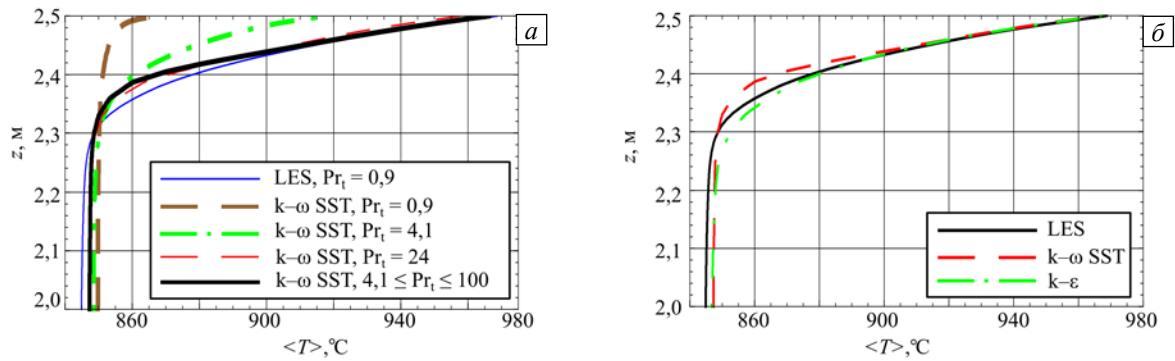 а
2,5
2,4
2,3
2,2
2,1
2,0
z, м
LES, Prt = 0,9
k–ω SST, Prt = 0,9
k–ω SST, Prt = 4,1
k–ω SST, Prt = 24
k–ω SST, 4,1 ≤ Prt ≤ 100
860
900
940
980
<T>,℃
б
2,5
2,4
2,3
2,2
2,1
2,0
z, м
LES
k–ω SST
k–ε
860
900
940
980
<T>,℃